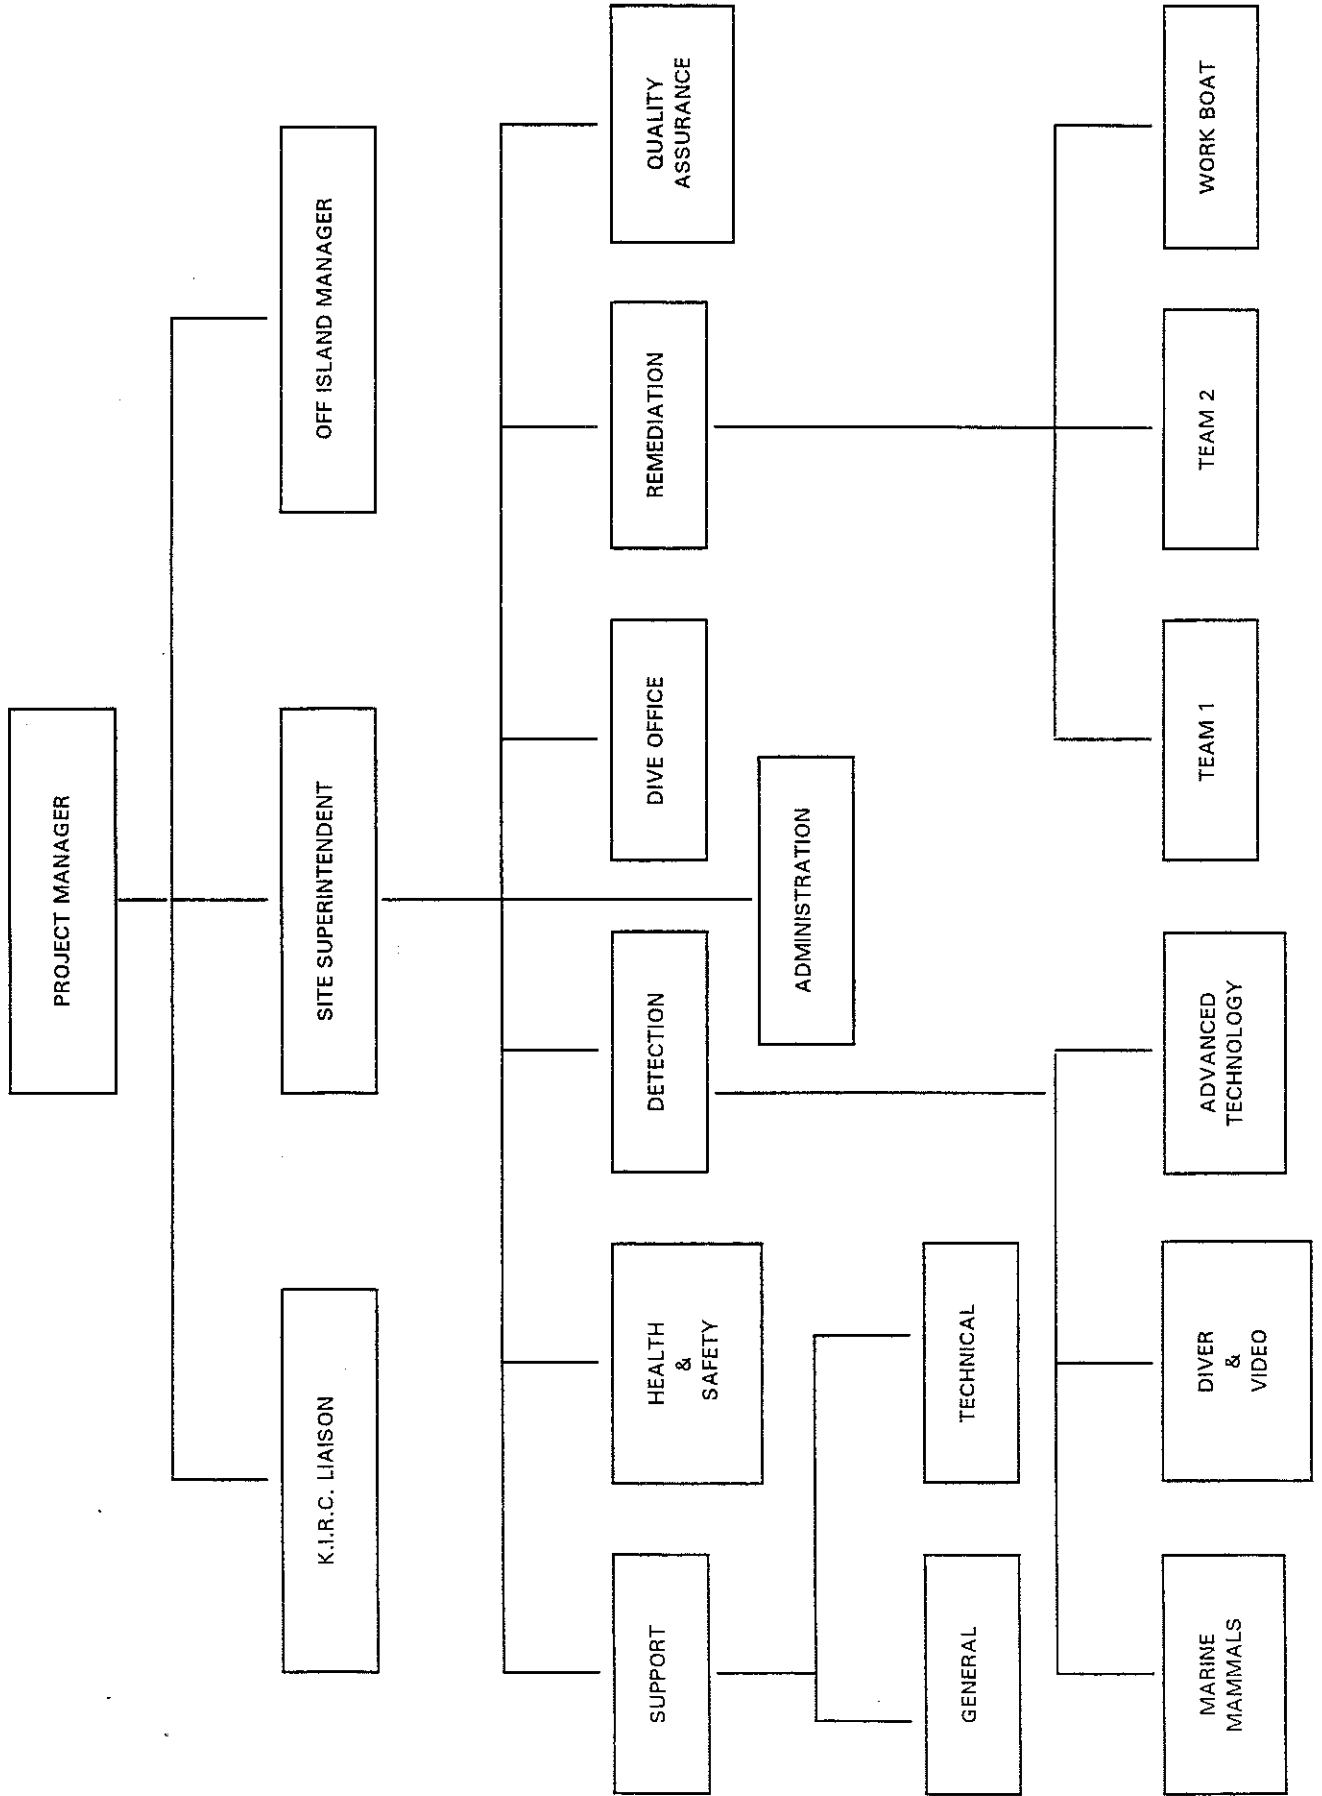 PROJECT MANAGER
K.I.R.C. LIAISON
SITE SUPERINTENDENT
OFF ISLAND MANAGER
SUPPORT
HEALTH
&
SAFETY
DETECTION
DIVE OFFICE
REMEDIATION
QUALITY
ASSURANCE
ADMINISTRATION
GENERAL
TECHNICAL
MARINE
MAMMALS
DIVER
&
VIDEO
ADVANCED
TECHNOLOGY
TEAM 1
TEAM 2
WORK BOAT